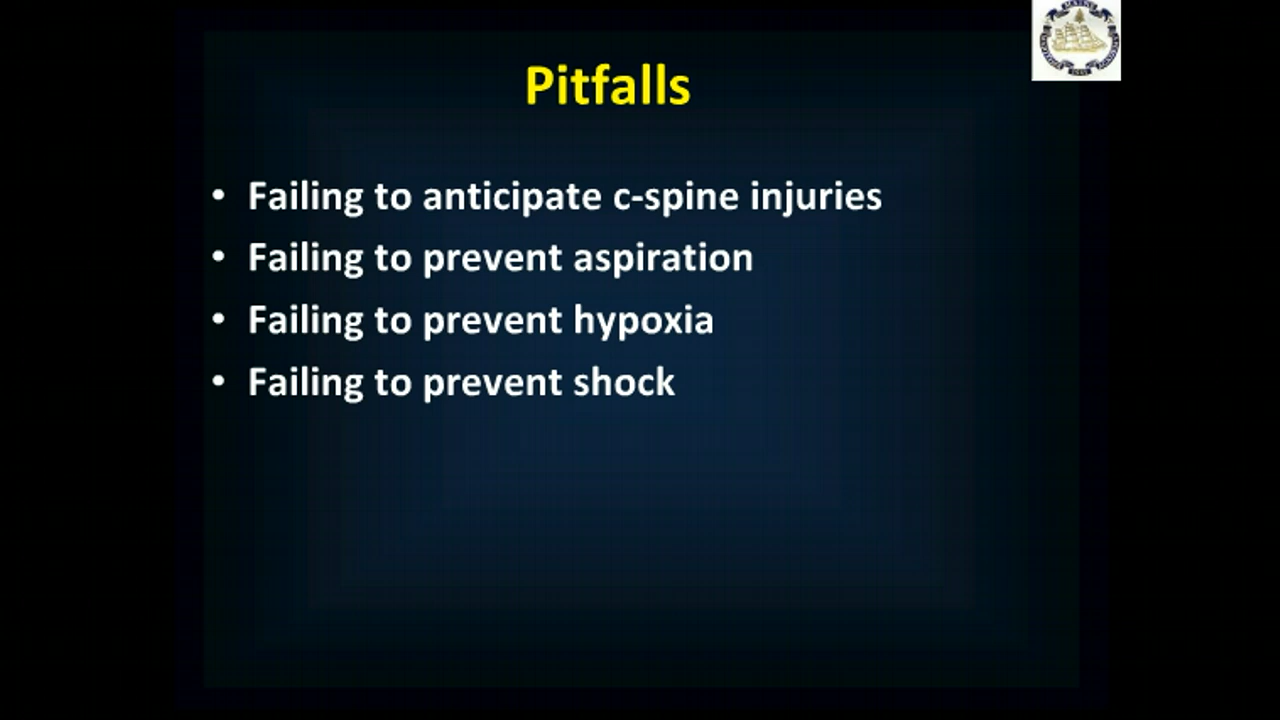 Pitfalls
• Failing to anticipate c-spine injuries
• Failing to prevent aspiration
• Failing to prevent hypoxia
• Failing to prevent shock